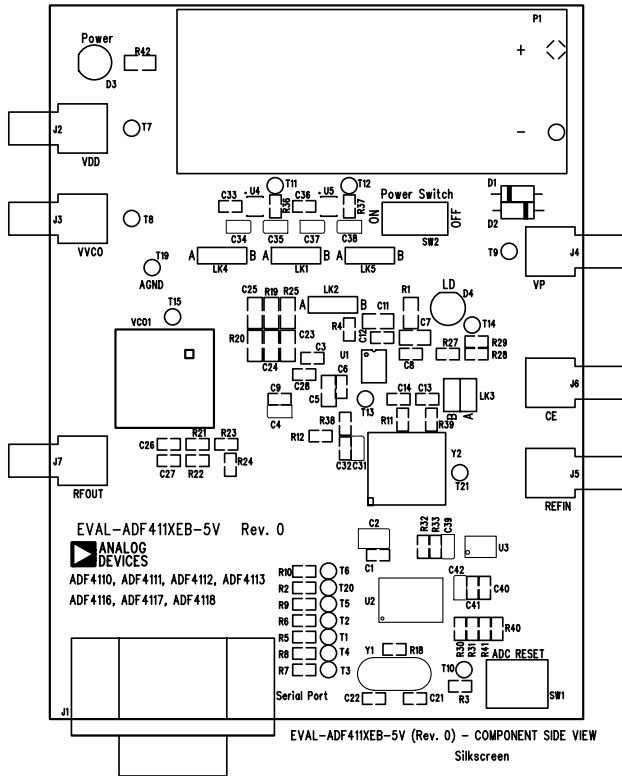 P1
Power
R42
D3
+
-
J2
T7
VDD
J3
T8
VVCO
T19
AGND
T11
T12
C33
U4
R36
C36
U5
R37
Power Switch
ON
OFF
SW2
D1
D2
C34
C35
C37
C38
A
B
LK4
A
B
LK1
A
B
LK5
T9
J4
VP
T15
VCO1
C25
R19
R25
LK2
A
B
R4
C11
C12
R1
LD
D4
T14
R20
C24
C23
C3
U1
C7
C8
R27
R29
R28
C28
C6
C5
C9
C4
T13
C14
C13
R11
R39
LK3
B
A
J6
CE
R38
R12
C32
C31
Y2
T21
J5
REFIN
J7
RFOUT
C26
R21
R23
C27
R22
R24
EVAL-ADF411XEB-5V Rev. 0
ANALOG
DEVICES
ADF4110, ADF4111, ADF4112, ADF4113
ADF4116, ADF4117, ADF4118
C2
C1
R32
R33
C39
U3
R10
T6
R2
T20
R9
T5
R6
T2
R5
T1
R8
T4
R7
T3
U2
C42
C41
C40
R30
R31
R41
R40
Y1
R18
ADC RESET
T10
R3
SW1
C22
C21
Serial Port
J1
EVAL-ADF411XEB-5V (Rev. 0) - COMPONENT SIDE VIEW
Silkscreen